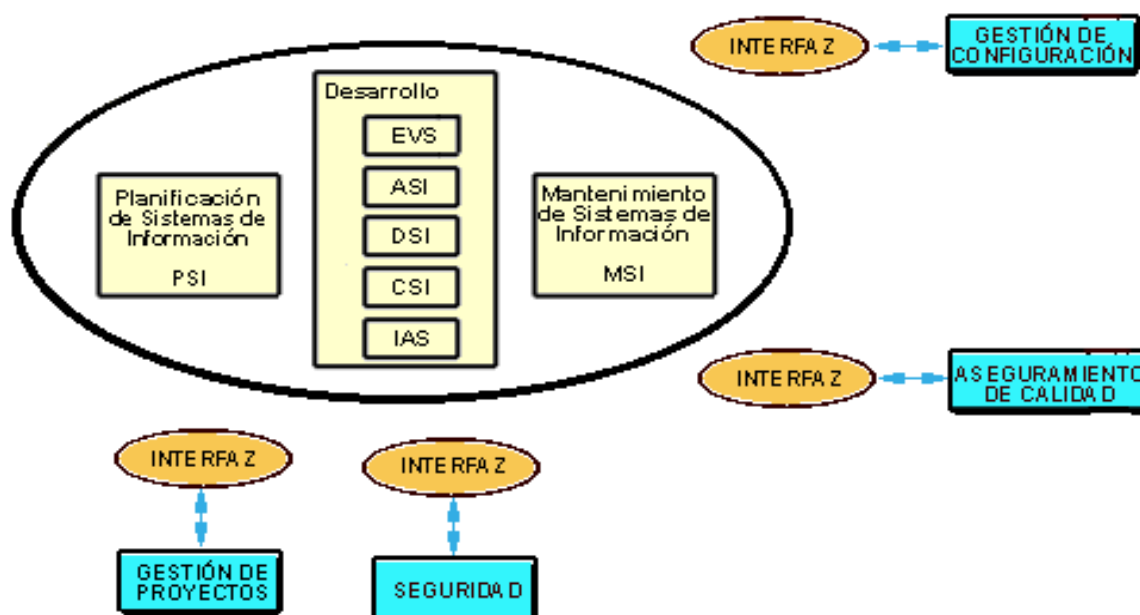 INTERFAZ
GESTIÓN DE
CONFIGURACIÓN
Desarrollo
EVS
ASI
DSI
CSI
IAS
Planificación
de Sistemas de
Información
PSI
Mantenimiento
de Sistemas de
Información
MSI
INTERFAZ
ASEGURAMIENTO
DE CALIDAD
INTERFAZ
INTERFAZ
GESTIÓN DE
PROYECTOS
SEGURIDAD